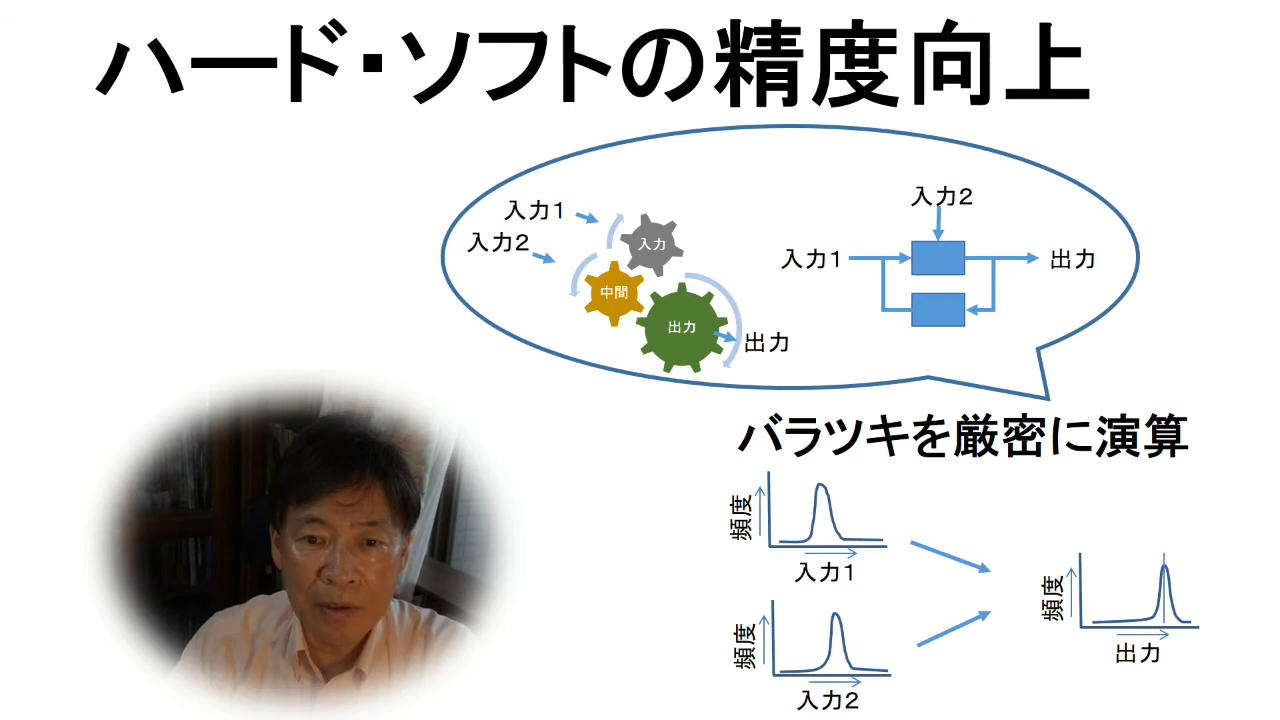 ハード・ソフトの精度向上
入力1
入力2
入力
中間
出力
出力
入力2
入力1
出力
バラツキを厳密に演算
頻度
入力1
頻度
入力2
頻度
出力